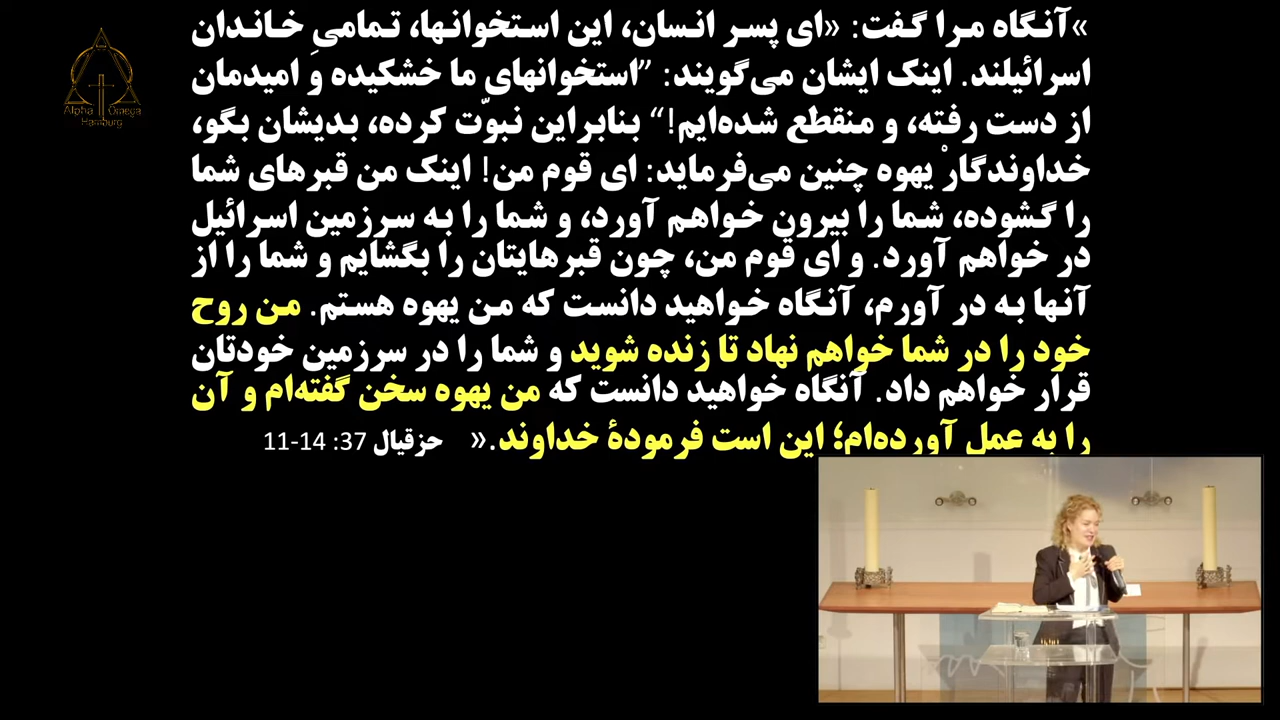 »آنگاه مرا گفت: «ای پسر انسان، این استخوانها، تمامیِ خاندان
اسرائیلند. اینک ایشان می‌گویند: ”استخوانهای ما خشکیده و امیدمان
از دست رفته، و منقطع شده‌ایم!“ بنابراین نبوّت کرده، بدیشان بگو،
خداوندگارْ یهوه چنین می‌فرماید: ای قوم من! اینک من قبرهای شما
را گشوده، شما را بیرون خواهم آورد، و شما را به سرزمین اسرائیل
در خواهم آورد. و ای قوم من، چون قبرهایتان را بگشایم و شما را از
آنها به در آورم، آنگاه خواهید دانست که من یهوه هستم. من روح
خود را در شما خواهم نهاد تا زنده شوید و شما را در سرزمین خودتان
قرار خواهم داد. آنگاه خواهید دانست که من یهوه سخن گفته‌ام و آن
را به عمل آورده‌ام؛ این است فرمودۀ خداوند.« حزقیال 37: 14-11
Alpha Omega
Hamburg